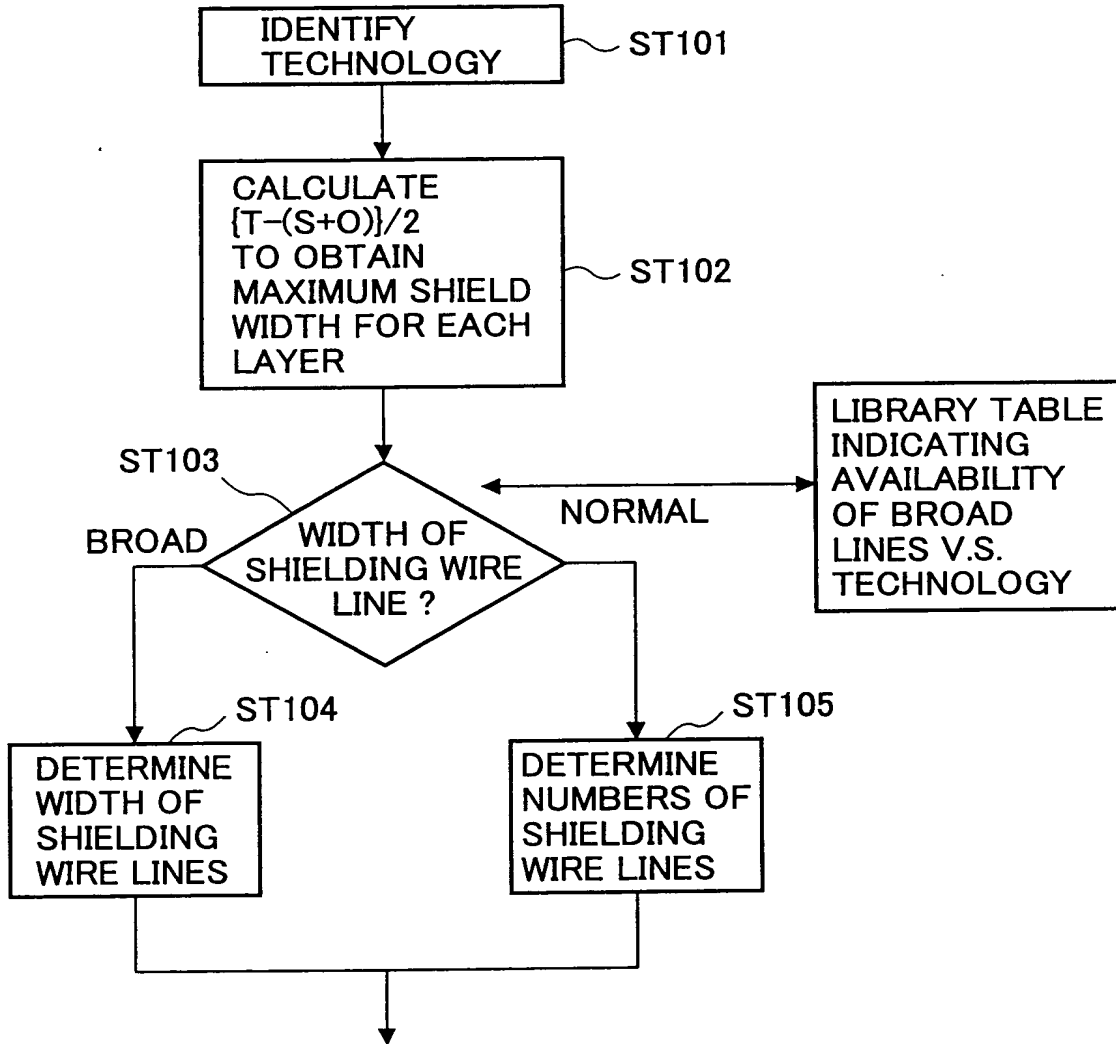 IDENTIFY
TECHNOLOGY
ST101
CALCULATE
{T-(S+O)}/2
TO OBTAIN
MAXIMUM SHIELD
WIDTH FOR EACH
LAYER
ST102
ST103
BROAD
WIDTH OF
SHIELDING WIRE
LINE ?
NORMAL
LIBRARY TABLE
INDICATING
AVAILABILITY
OF BROAD
LINES V.S.
TECHNOLOGY
ST104
DETERMINE
WIDTH OF
SHIELDING
WIRE LINES
ST105
DETERMINE
NUMBERS OF
SHIELDING
WIRE LINES